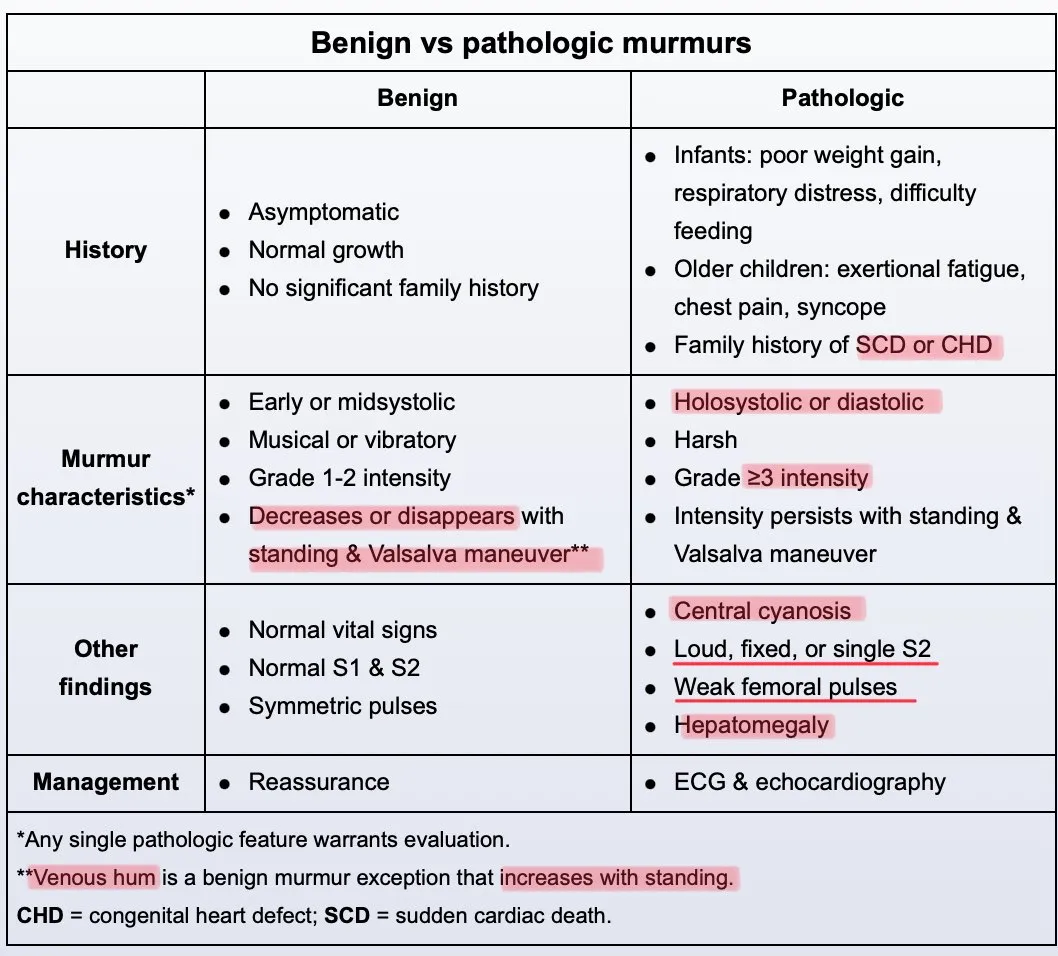 Benign vs pathologic murmurs
Benign
Pathologic
History
● Asymptomatic
● Normal growth
● No significant family history
● Infants: poor weight gain,
respiratory distress, difficulty
feeding
● Older children: exertional fatigue,
chest pain, syncope
● Family history of SCD or CHD
Murmur
characteristics*
● Early or midsystolic
● Musical or vibratory
● Grade 1-2 intensity
● Decreases or disappears with
standing & Valsalva maneuver**
● Holosystolic or diastolic
● Harsh
● Grade ≥3 intensity
● Intensity persists with standing &
Valsalva maneuver
Other
findings
● Normal vital signs
● Normal S1 & S2
● Symmetric pulses
● Central cyanosis
● Loud, fixed, or single S2
● Weak femoral pulses
● Hepatomegaly
Management
● Reassurance
● ECG & echocardiography
*Any single pathologic feature warrants evaluation.
**Venous hum is a benign murmur exception that increases with standing.
CHD = congenital heart defect; SCD = sudden cardiac death.